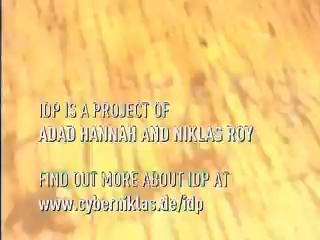 IDP IS A PROJECT OF
ADAD HANNAH AND NIKLAS ROY
FIND OUT MORE ABOUT IDP AT
www.cyberniklas.de/idp